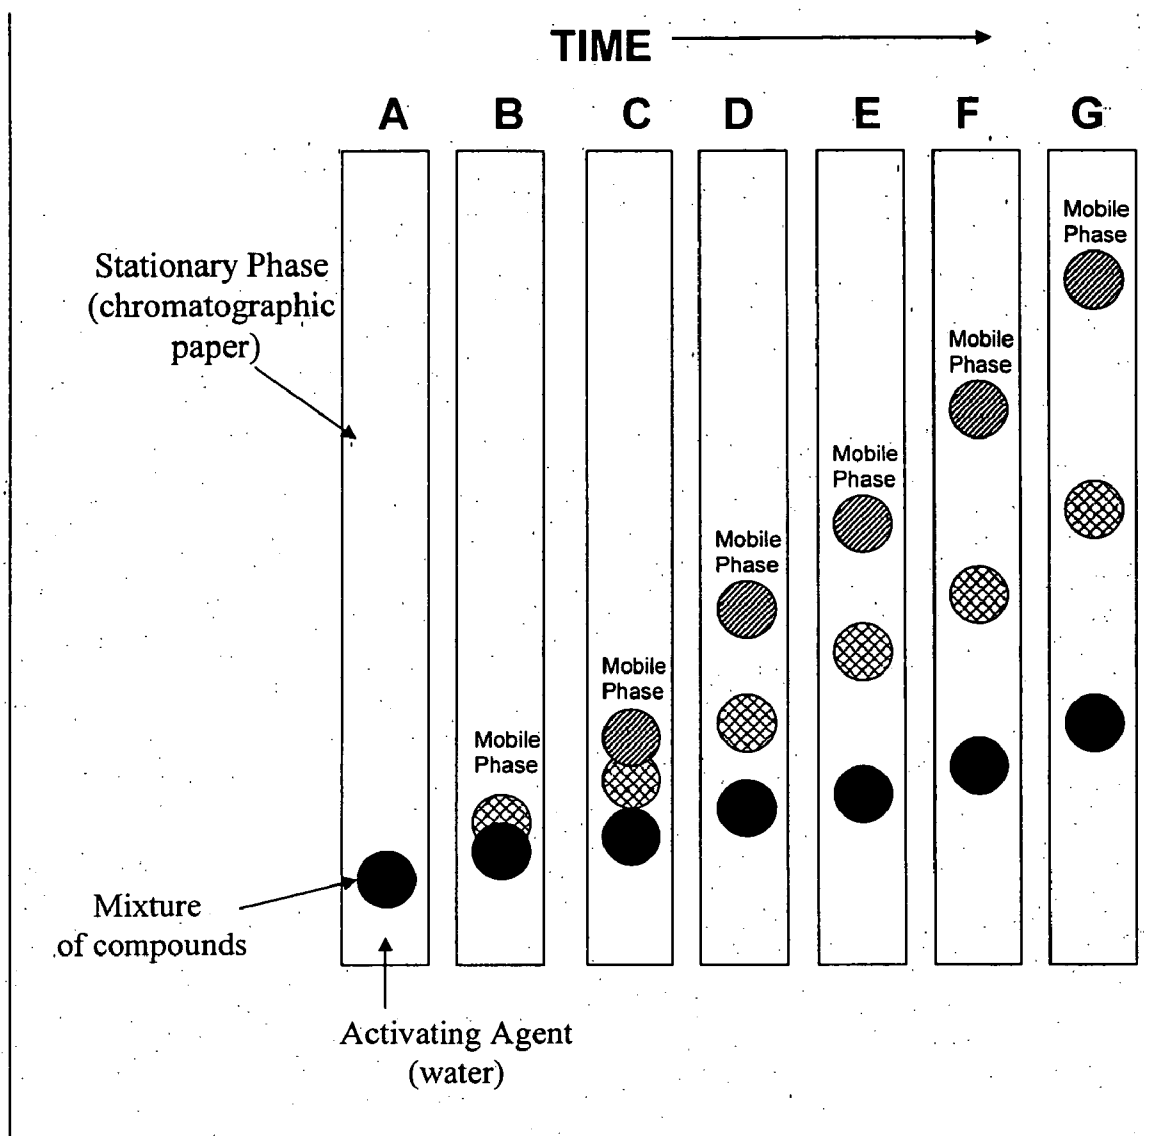 TIME
A B C D E F G
Mobile
Phase
Stationary Phase
(chromatographic
paper)
Mobile
Phase
Mobile
Phase
Mobile
Phase
Mobile
Phase
Mobile
Phase
Mixture
of compounds
Activating Agent
(water)